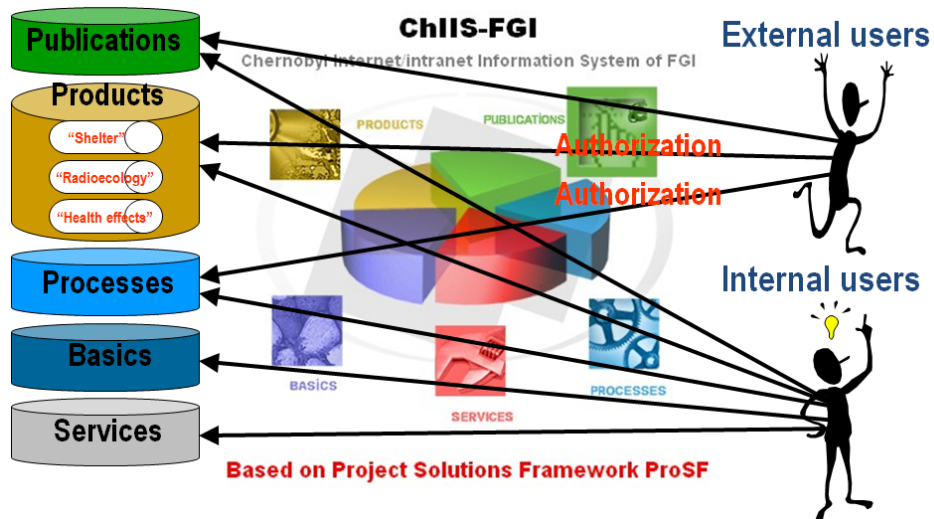 ChIIS-FGI
Chernobyl Internet/intranet Information System of FGI
Publications
Products
“Shelter”
“Radioecology”
“Health effects”
Processes
Basics
Services
PRODUCTS
PUBLICATIONS
Authorization
Authorization
BASICS
SERVICES
PROCESSES
External users
Internal users
Based on Project Solutions Framework ProSF